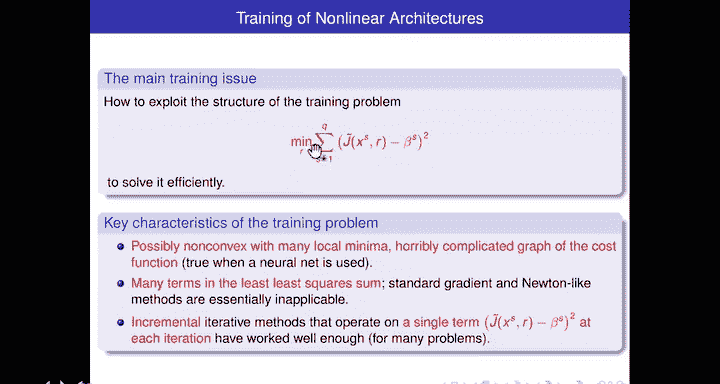 Training of Nonlinear Architectures
The main training issue
How to exploit the structure of the training problem
min_r ∑_{s=1}^{q} (J̃(x^s, r) − β^s)^2
to solve it efficiently.
Key characteristics of the training problem
Possibly nonconvex with many local minima, horribly complicated graph of the cost
function (true when a neural net is used).
Many terms in the least least squares sum; standard gradient and Newton-like
methods are essentially inapplicable.
Incremental iterative methods that operate on a single term (J̃(x^s, r) − β^s)^2 at
each iteration have worked well enough (for many problems).